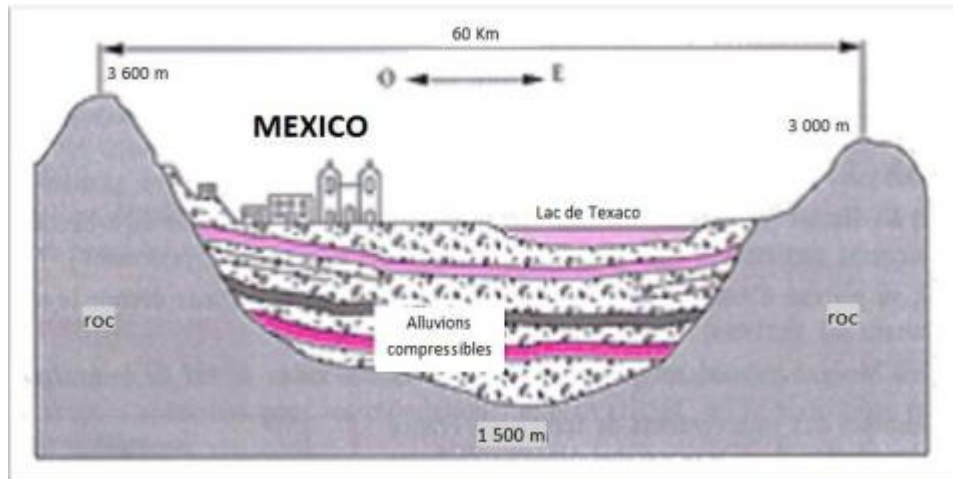 60 Km
3 600 m
O E
MEXICO
3 000 m
Lac de Texaco
roc
Alluvions
compressibles
roc
1 500 m